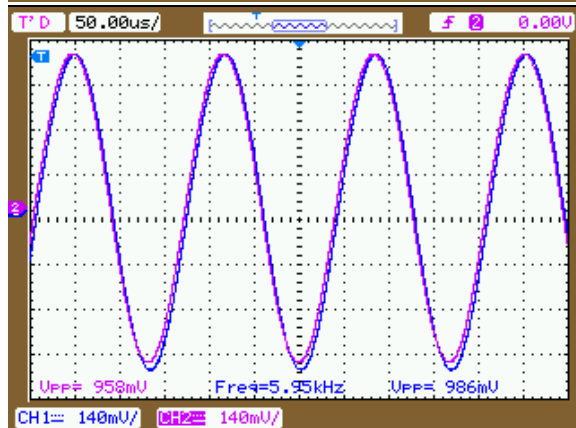 T'D 50.00us/ T 2 0.00V
T
2
Vpp= 958mV Freq=5.95kHz Vpp= 986mV
CH1 140mV/ CH2 140mV/